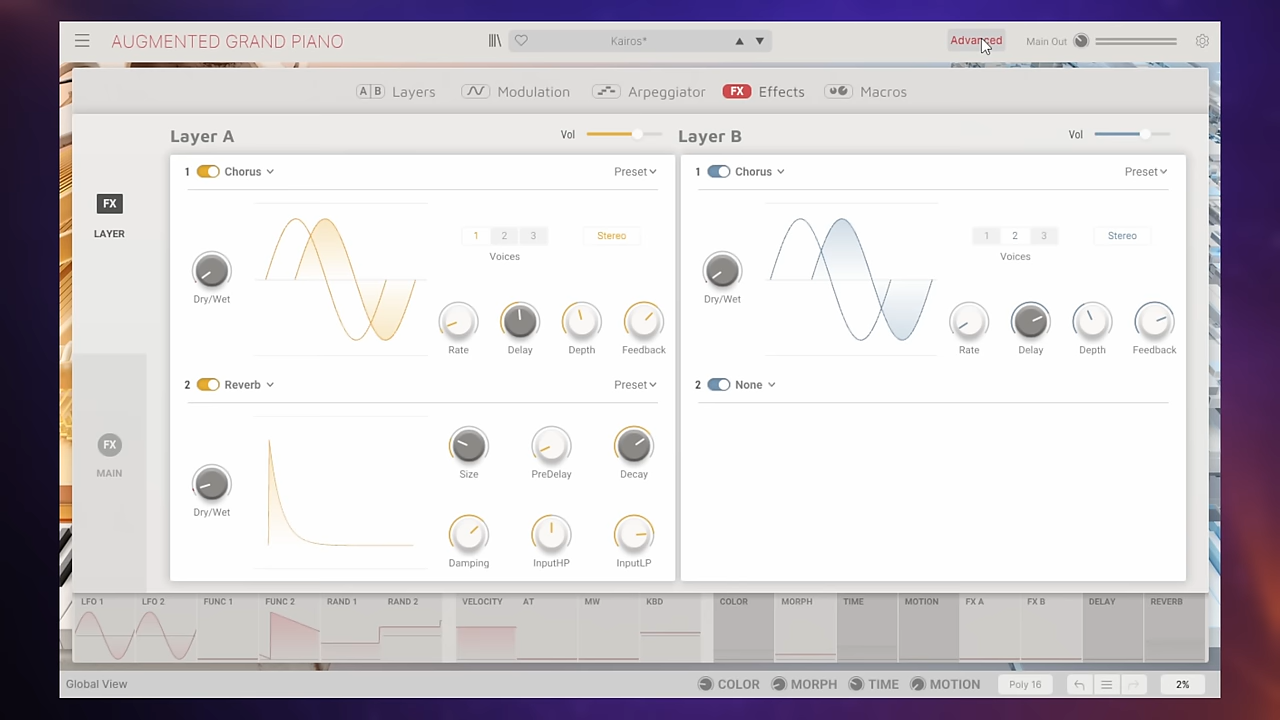 AUGMENTED GRAND PIANO
Kairos*
Advanced
Main Out
A B Layers
Modulation
Arpeggiator
FX Effects
Macros
Layer A
Vol
Layer B
Vol
FX
LAYER
FX
MAIN
1 Chorus
Preset
Dry/Wet
1 2 3
Voices
Stereo
Rate
Delay
Depth
Feedback
2 Reverb
Preset
Dry/Wet
Size
PreDelay
Decay
Damping
InputHP
InputLP
1 Chorus
Preset
Dry/Wet
1 2 3
Voices
Stereo
Rate
Delay
Depth
Feedback
2 None
LFO 1
LFO 2
FUNC 1
FUNC 2
RAND 1
RAND 2
VELOCITY
AT
MW
KBD
COLOR
MORPH
TIME
MOTION
FX A
FX B
DELAY
REVERB
Global View
COLOR
MORPH
TIME
MOTION
Poly 16
2%